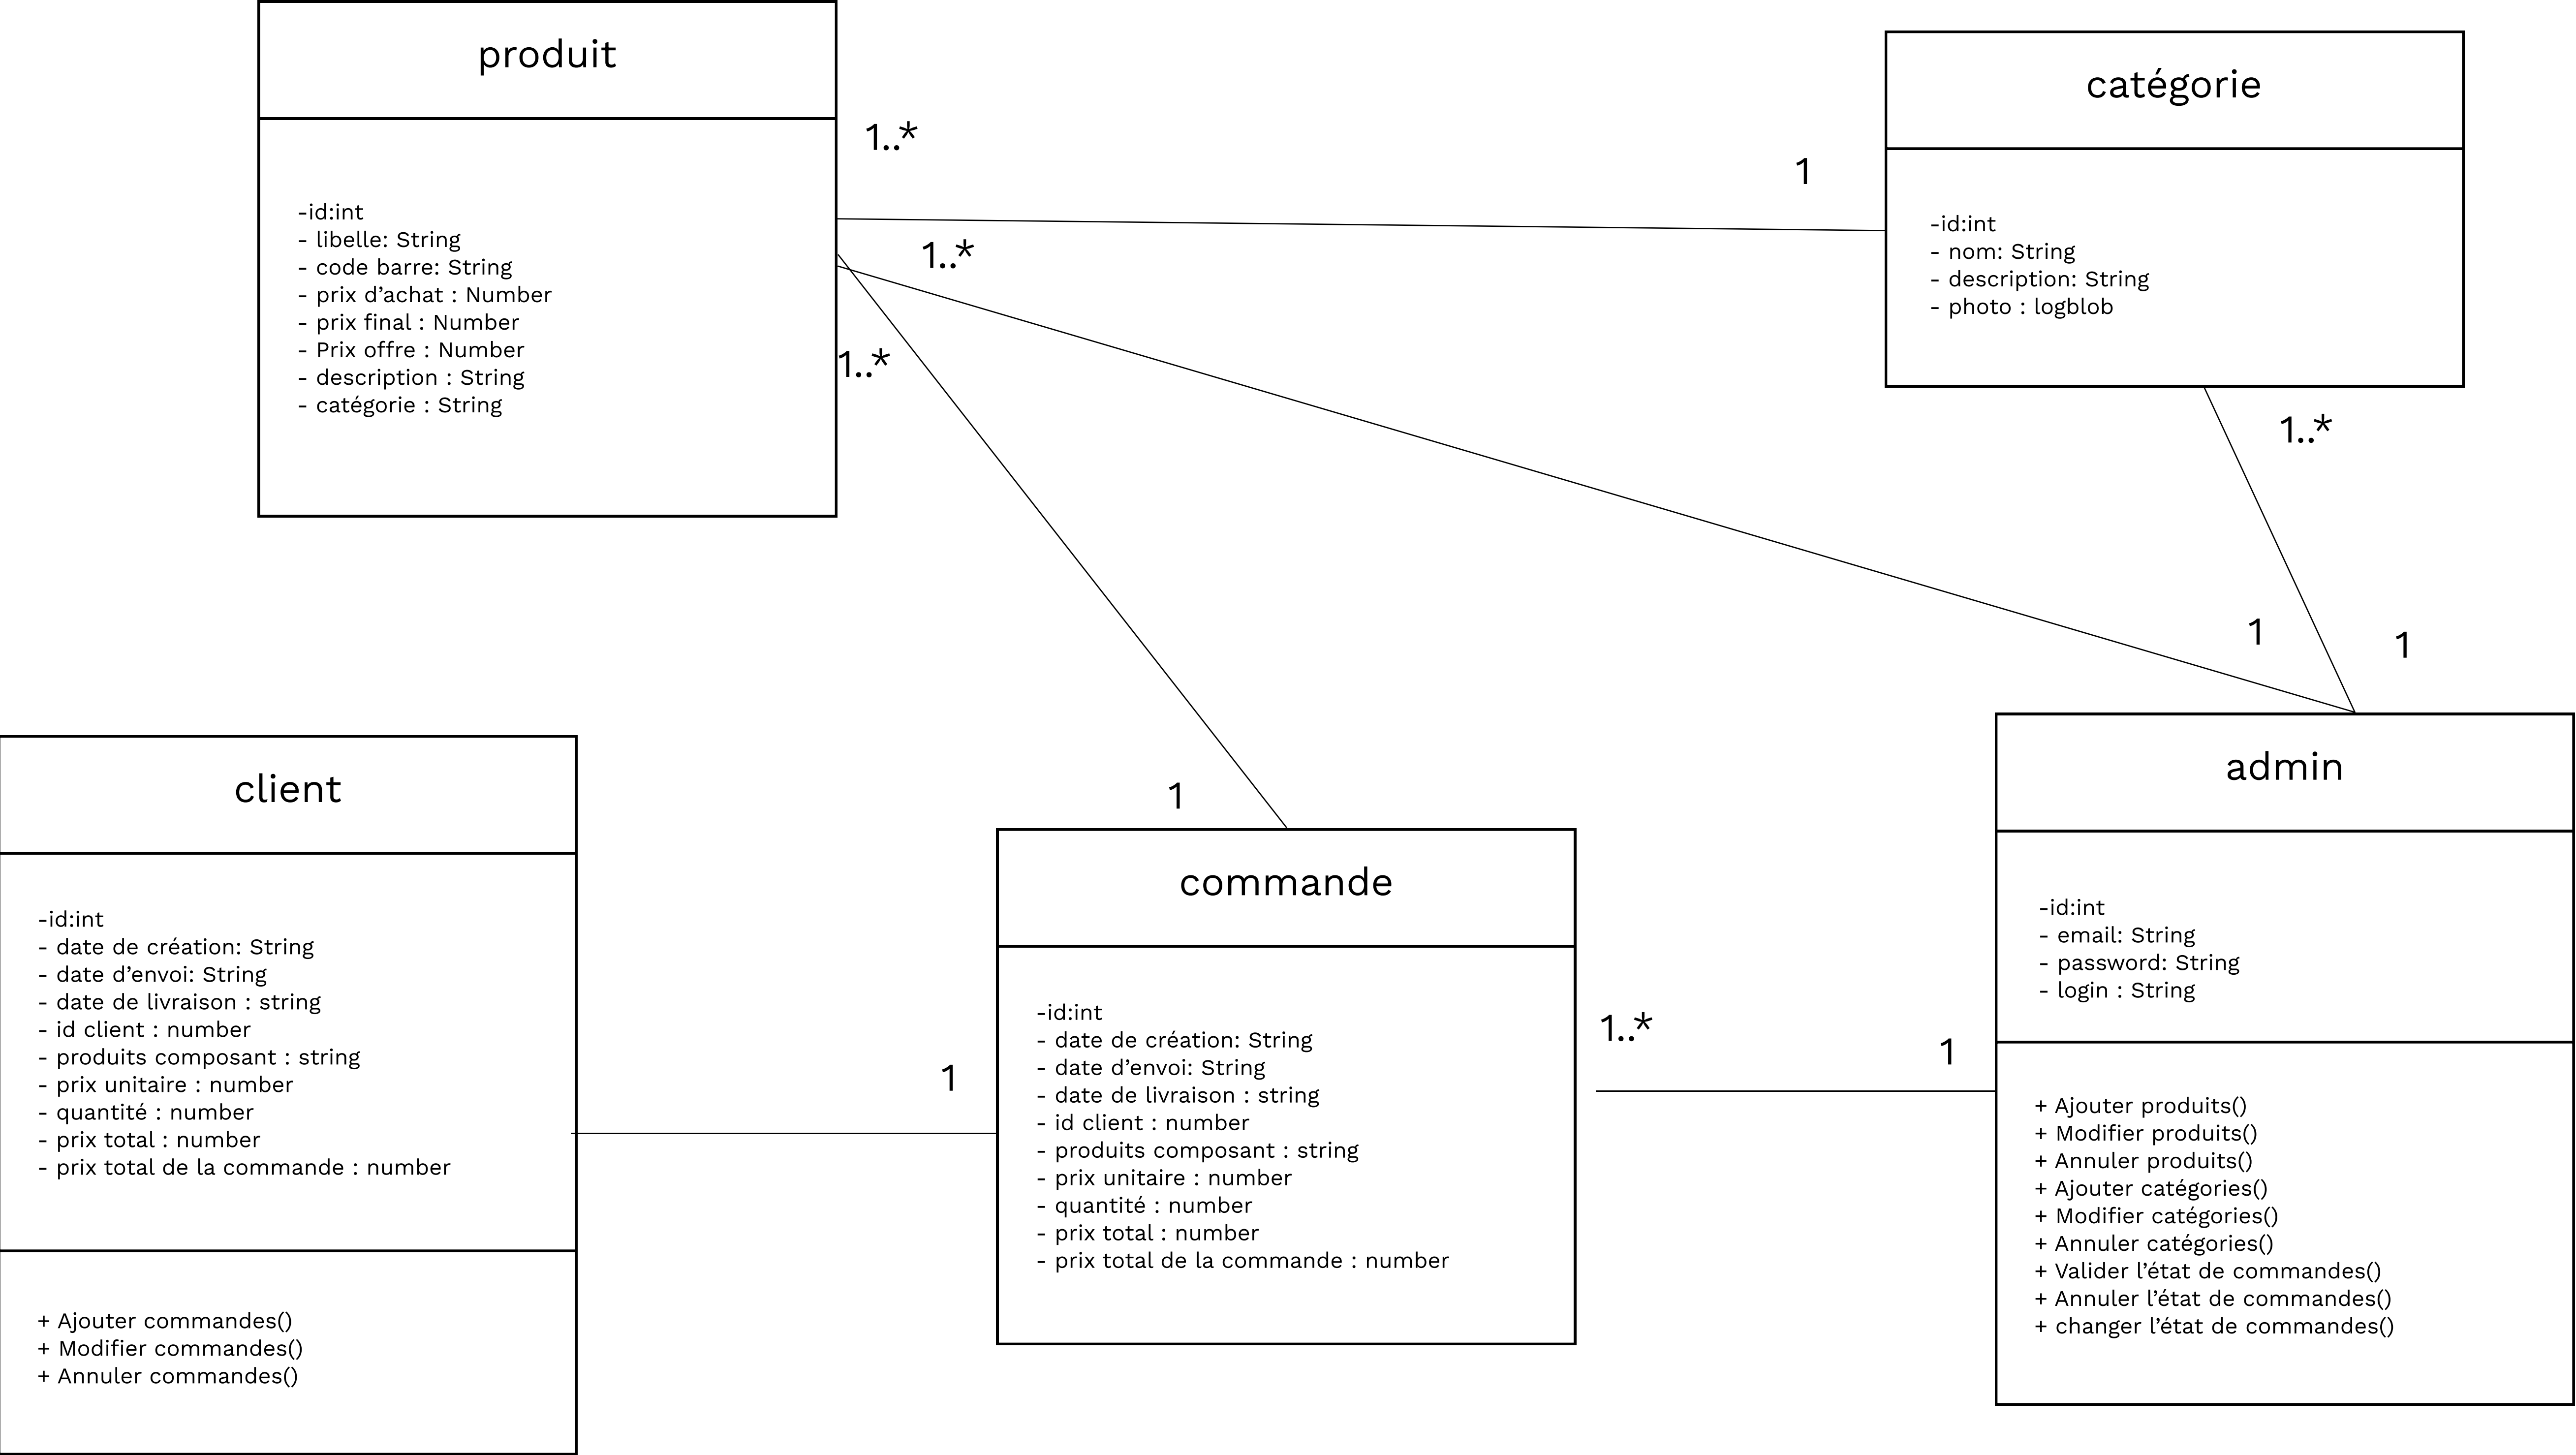 produit
-id:int
- libelle: String
- code barre: String
- prix d’achat : Number
- prix final : Number
- Prix offre : Number
- description : String
- catégorie : String
1..*
1
1..*
1..*
catégorie
-id:int
- nom: String
- description: String
- photo : logblob
1..*
1
1
client
-id:int
- date de création: String
- date d’envoi: String
- date de livraison : string
- id client : number
- produits composant : string
- prix unitaire : number
- quantité : number
- prix total : number
- prix total de la commande : number
+ Ajouter commandes()
+ Modifier commandes()
+ Annuler commandes()
1
1
commande
-id:int
- date de création: String
- date d’envoi: String
- date de livraison : string
- id client : number
- produits composant : string
- prix unitaire : number
- quantité : number
- prix total : number
- prix total de la commande : number
1..*
1
admin
-id:int
- email: String
- password: String
- login : String
+ Ajouter produits()
+ Modifier produits()
+ Annuler produits()
+ Ajouter catégories()
+ Modifier catégories()
+ Annuler catégories()
+ Valider l’état de commandes()
+ Annuler l’état de commandes()
+ changer l’état de commandes()